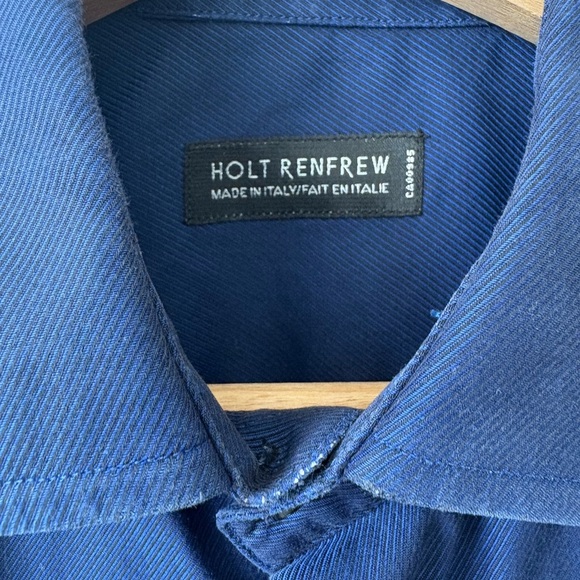 HOLT RENFREW
MADE IN ITALY/FAIT EN ITALIE
CA00985